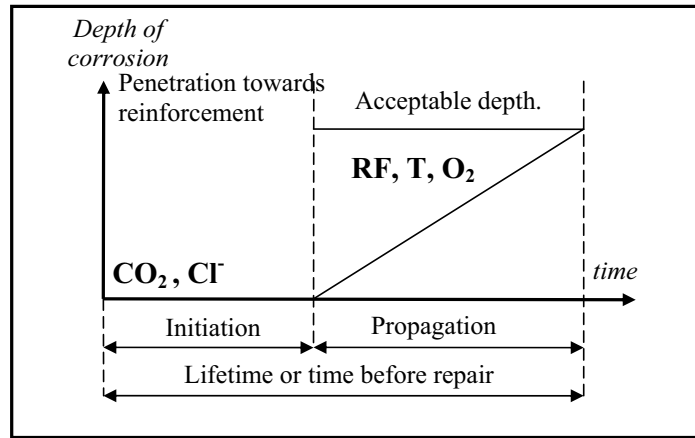 Depth of
corrosion
Penetration towards
reinforcement
Acceptable depth.
RF, T, O₂
CO₂ , Cl⁻
time
Initiation
Propagation
Lifetime or time before repair